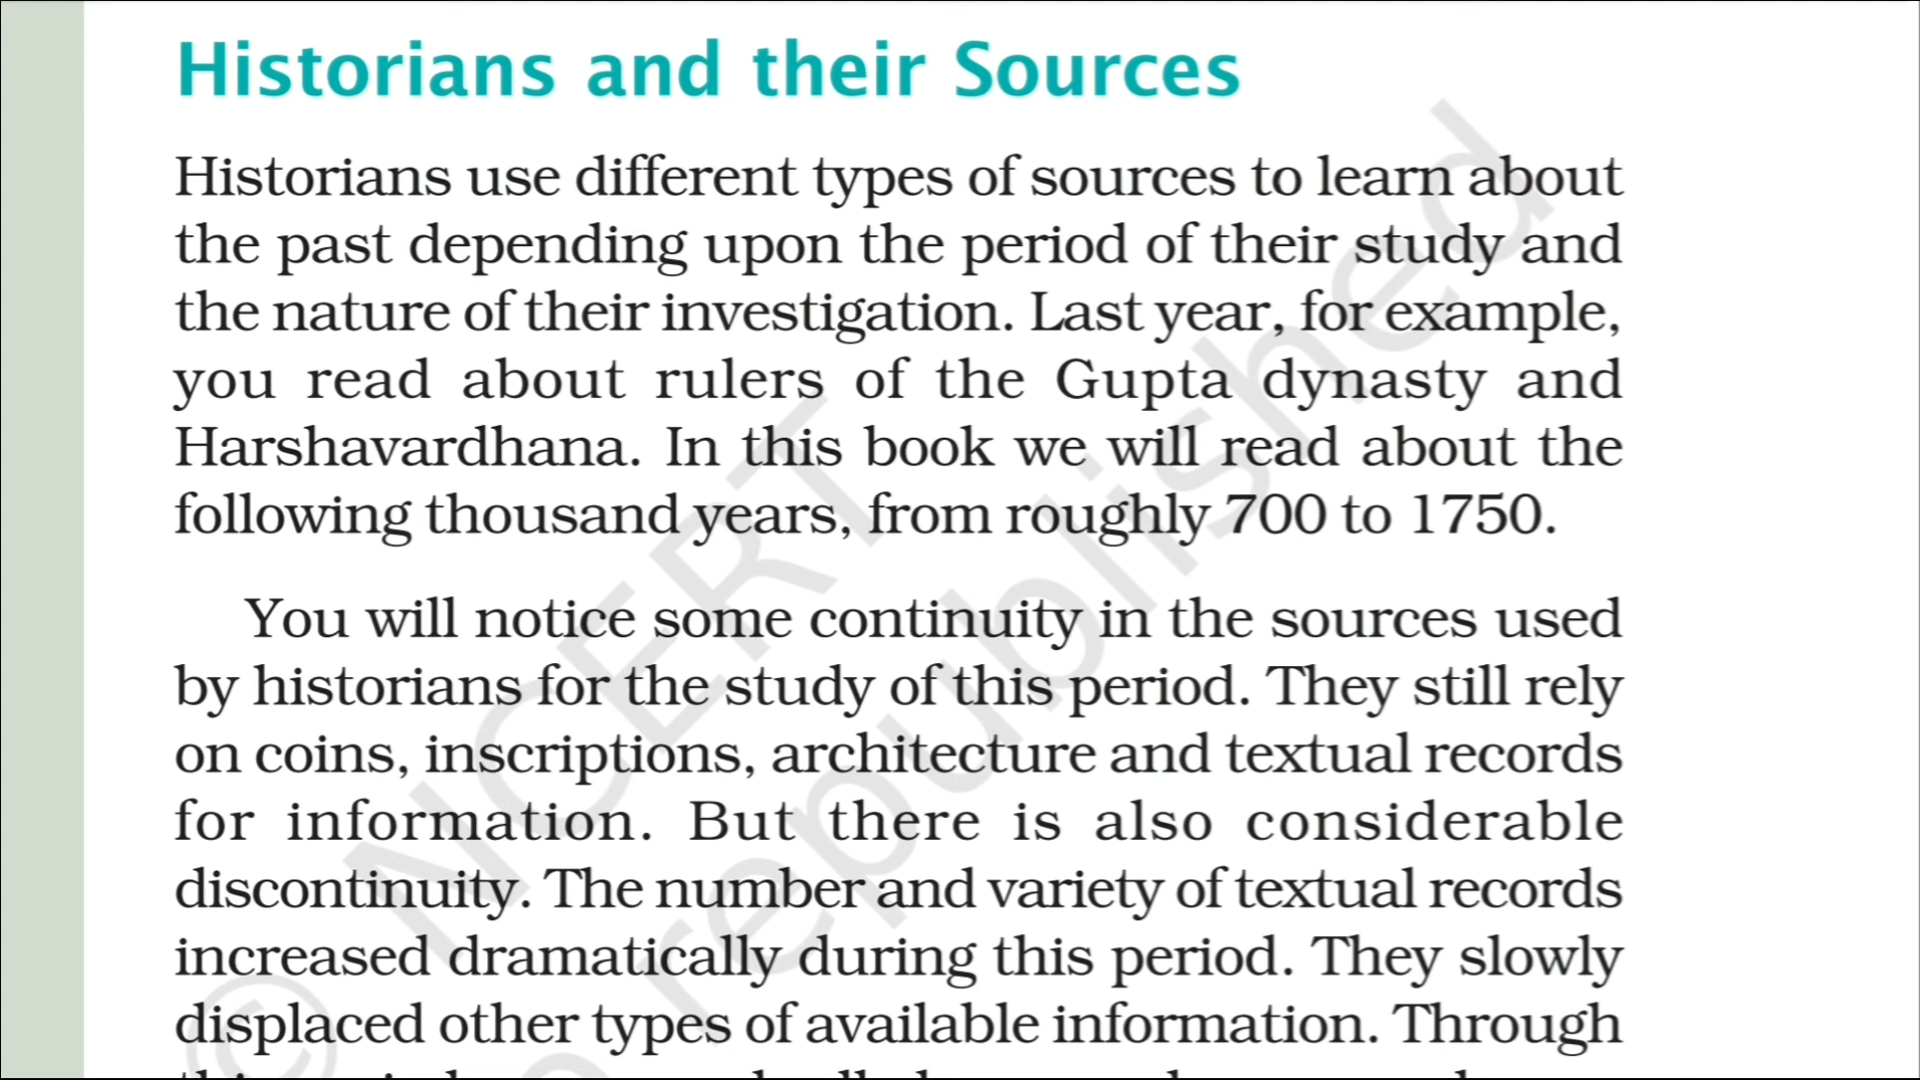 Historians and their Sources
Historians use different types of sources to learn about
the past depending upon the period of their study and
the nature of their investigation. Last year, for example,
you read about rulers of the Gupta dynasty and
Harshavardhana. In this book we will read about the
following thousand years, from roughly 700 to 1750.
You will notice some continuity in the sources used
by historians for the study of this period. They still rely
on coins, inscriptions, architecture and textual records
for information. But there is also considerable
discontinuity. The number and variety of textual records
increased dramatically during this period. They slowly
displaced other types of available information. Through
© NCERT
republished